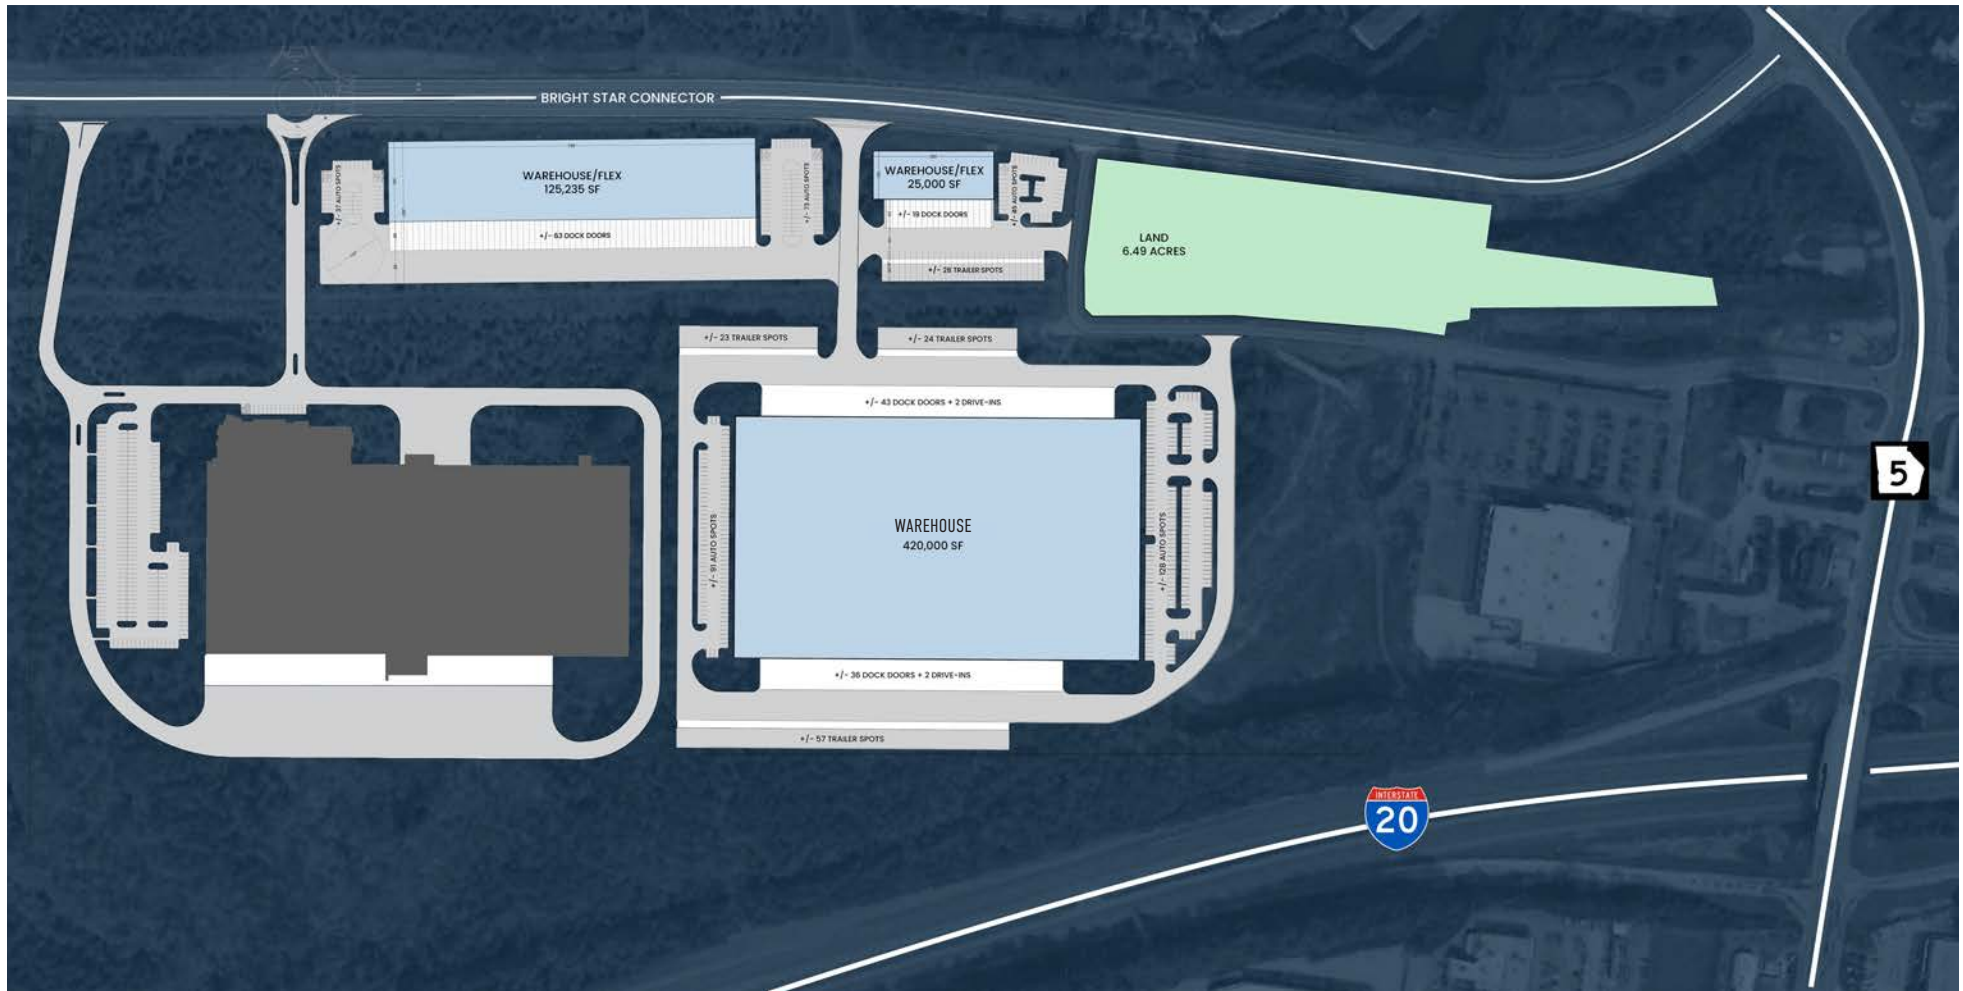 BRIGHT STAR CONNECTOR
WAREHOUSE/FLEX
125,235 SF
+/- 37 AUTO SPOTS
+/- 73 AUTO SPOTS
+/- 63 DOCK DOORS
WAREHOUSE/FLEX
25,000 SF
+/- 19 DOCK DOORS
AUTO SPOTS
+/- 28 TRAILER SPOTS
LAND
6.49 ACRES
+/- 23 TRAILER SPOTS
+/- 24 TRAILER SPOTS
+/- 43 DOCK DOORS + 2 DRIVE-INS
WAREHOUSE
420,000 SF
+/- 91 AUTO SPOTS
+/- 128 AUTO SPOTS
+/- 36 DOCK DOORS + 2 DRIVE-INS
+/- 57 TRAILER SPOTS
5
INTERSTATE
20